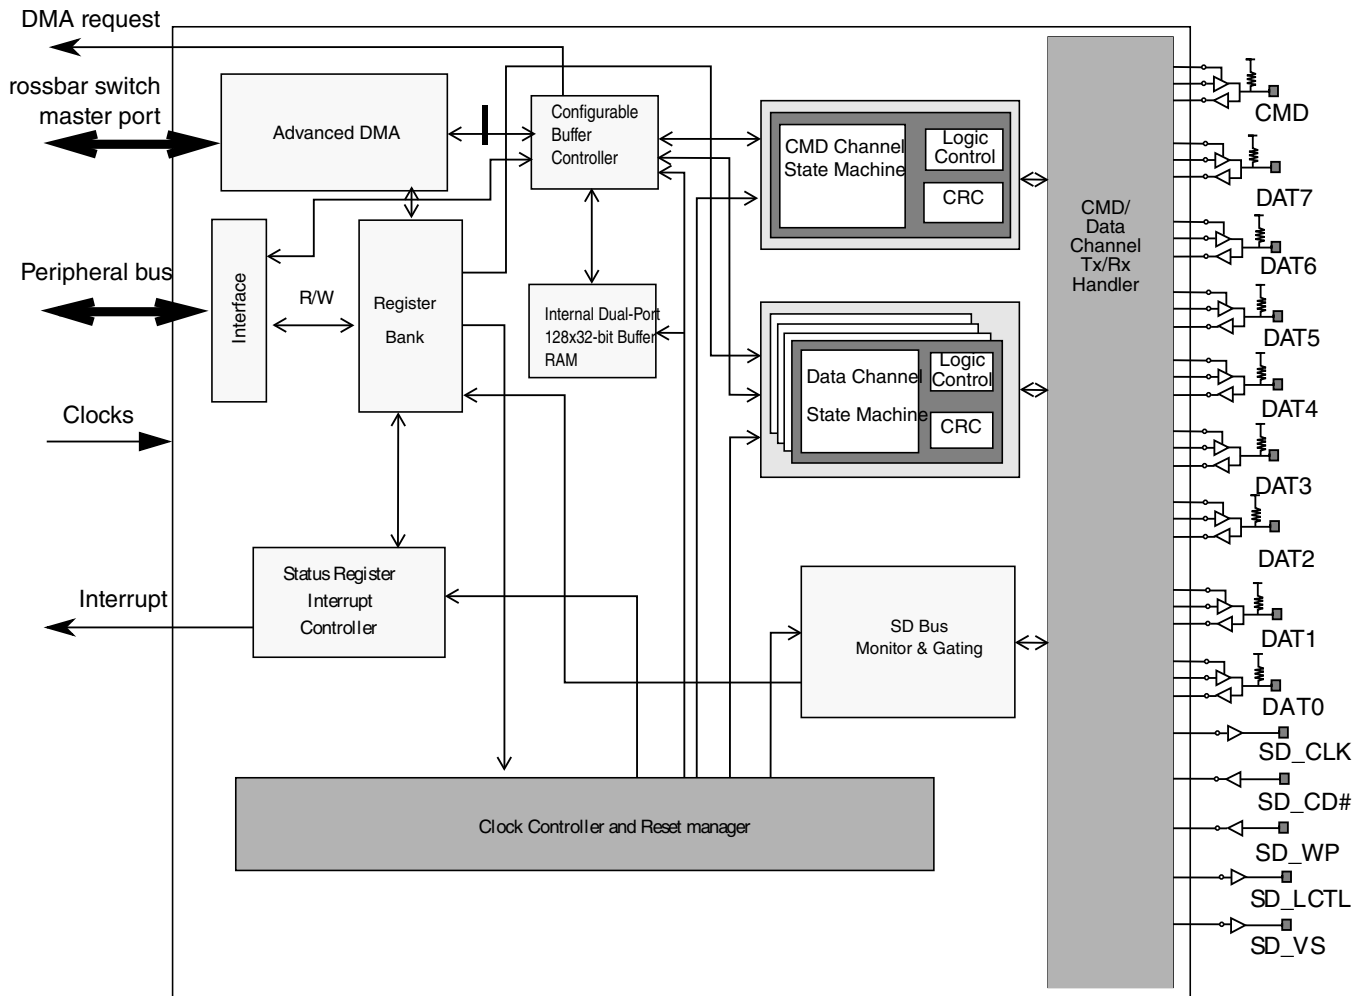 DMA request
rossbar switch
master port
Advanced DMA
Configurable
Buffer
Controller
CMD Channel
State Machine
Logic
Control
CRC
CMD/
Data
Channel
Tx/Rx
Handler
CMD
DAT7
DAT6
DAT5
DAT4
DAT3
DAT2
DAT1
DAT0
SD_CLK
SD_CD#
SD_WP
SD_LCTL
SD_VS
Peripheral bus
Interface
R/W
Register
Bank
Internal Dual-Port
128x32-bit Buffer
RAM
Data Channel
State Machine
Logic
Control
CRC
Clocks
Interrupt
Status Register
Interrupt
Controller
SD Bus
Monitor & Gating
Clock Controller and Reset manager